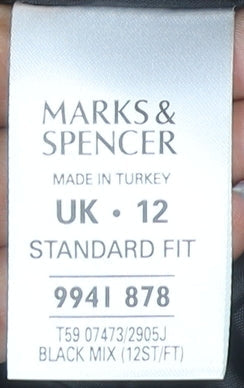 MARKS &
SPENCER
MADE IN TURKEY
UK • 12
STANDARD FIT
9941 878
T59 07473/2905J
BLACK MIX (12ST/FT)